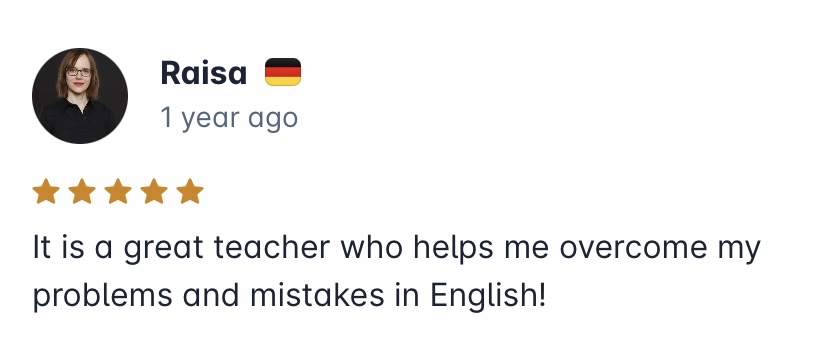 Raisa
1 year ago
It is a great teacher who helps me overcome my
problems and mistakes in English!